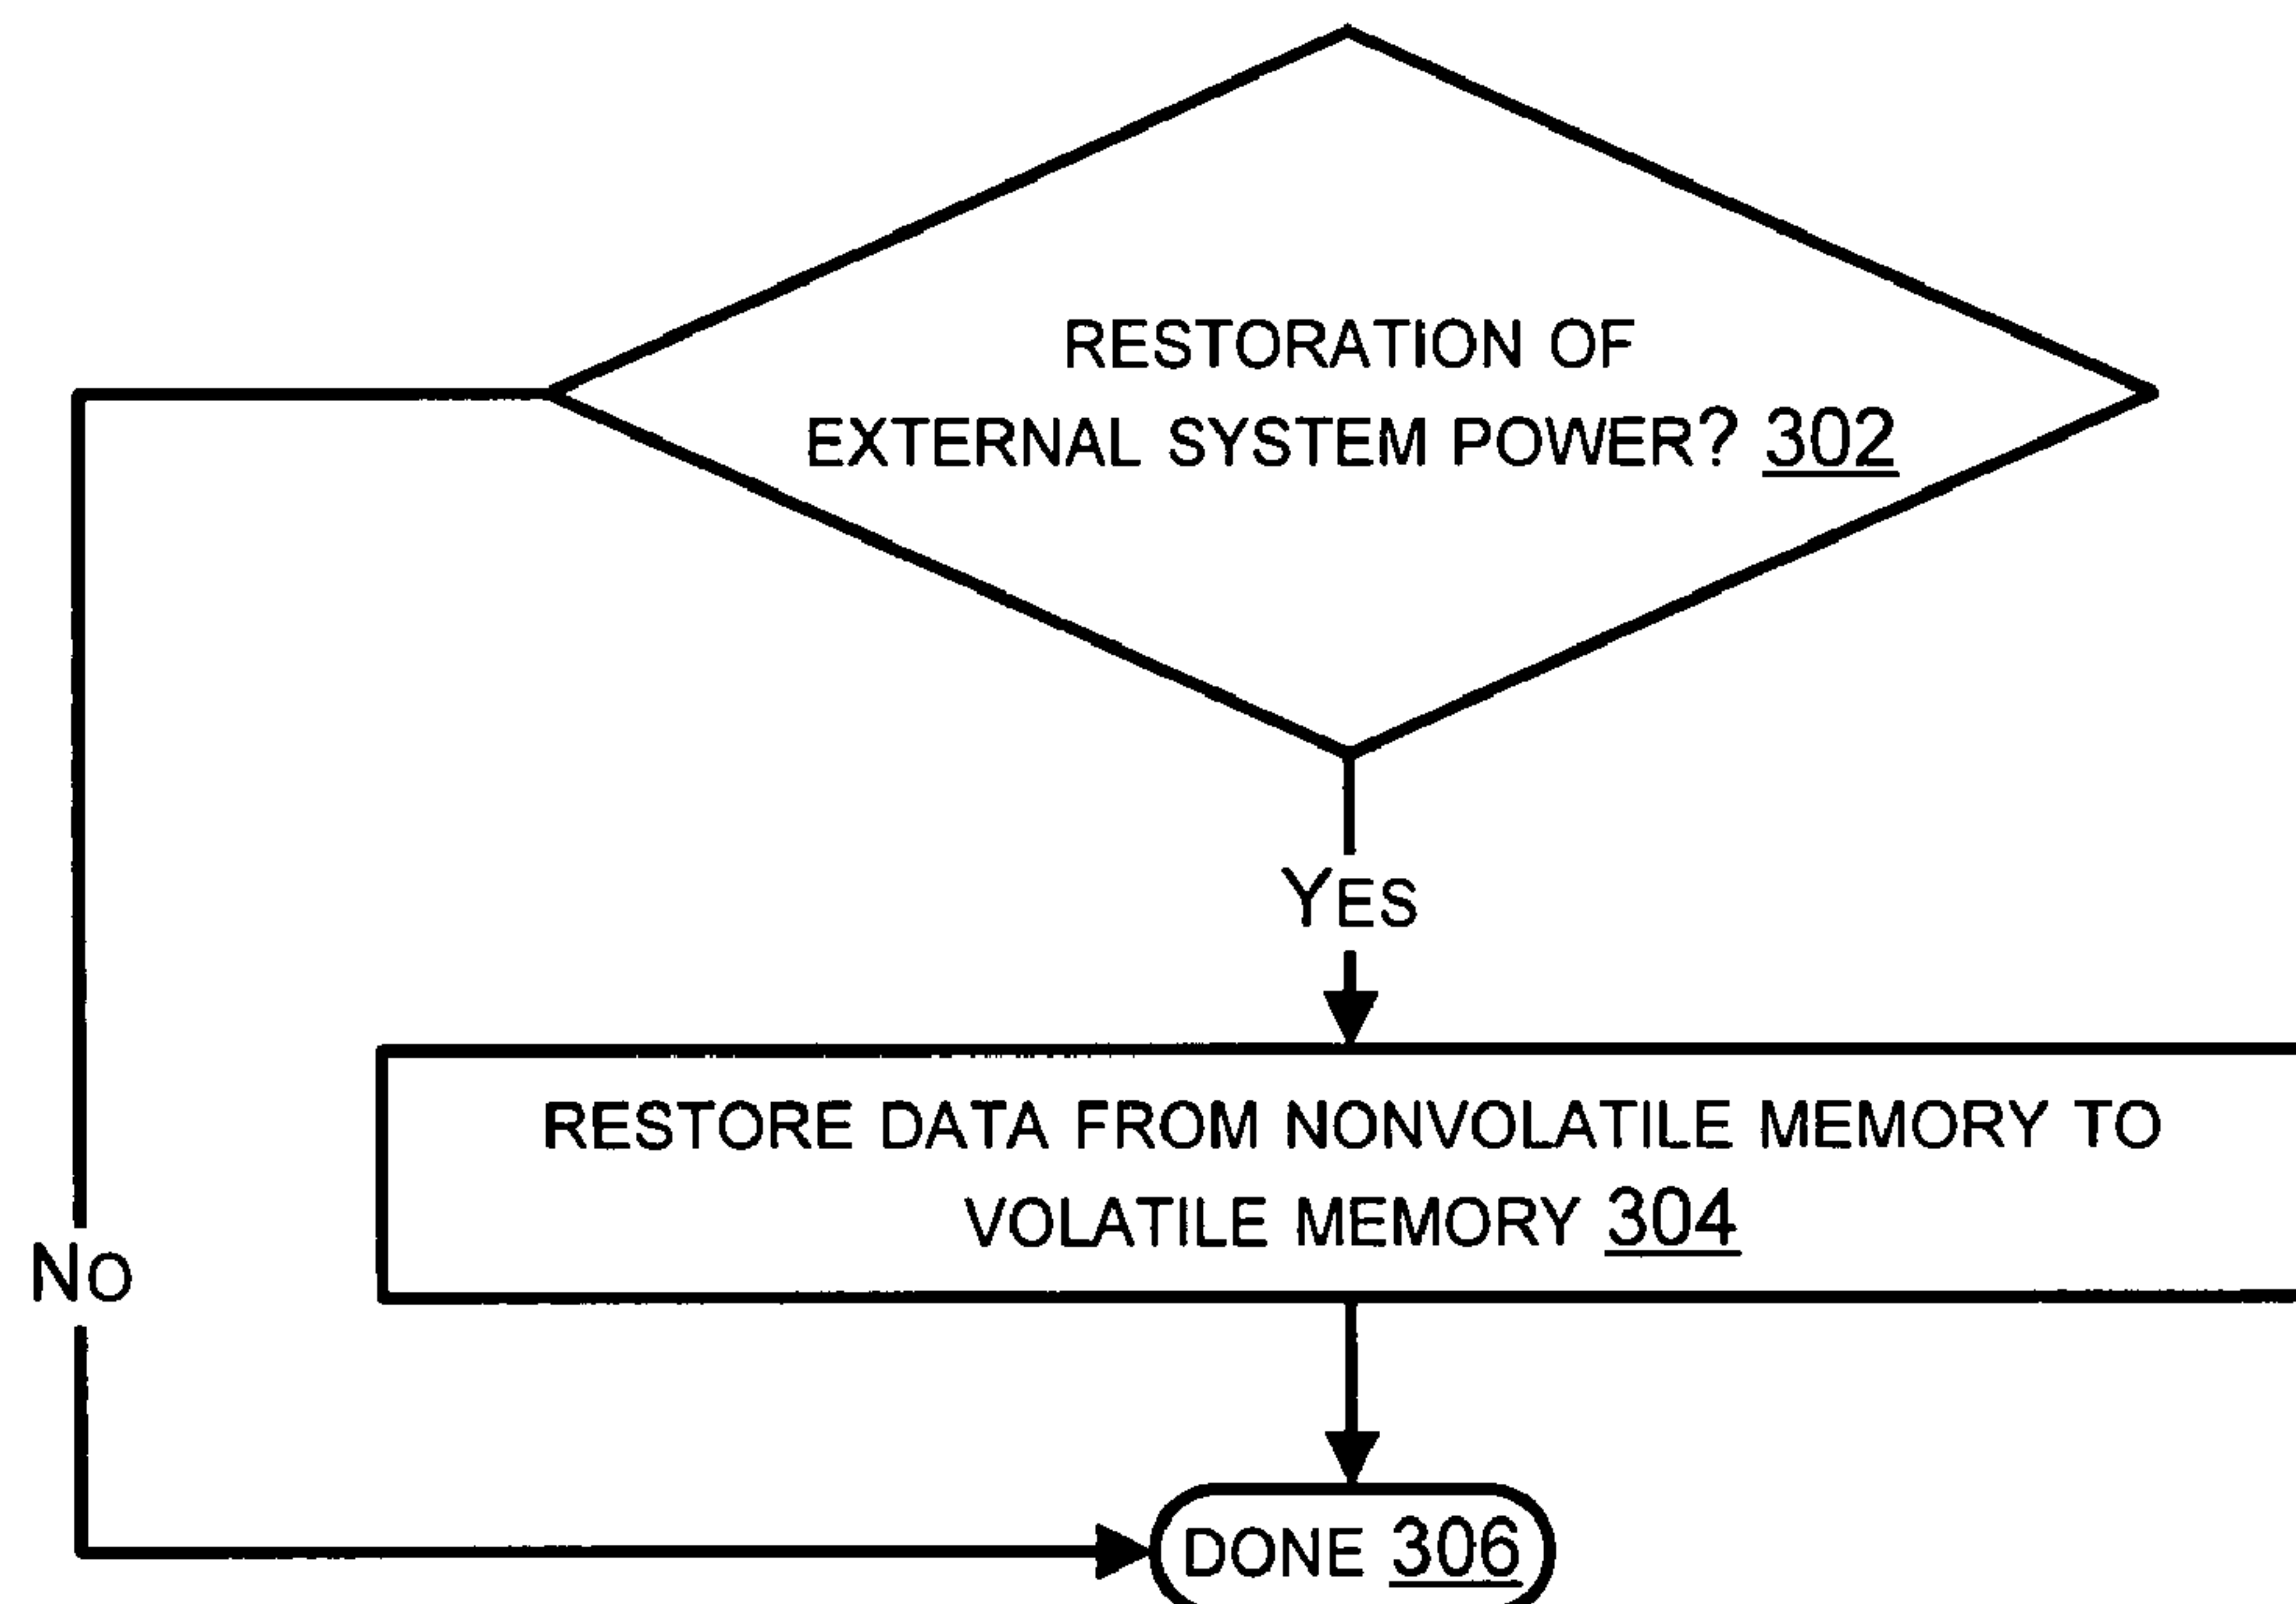 RESTORATION OF
EXTERNAL SYSTEM POWER? 302
YES
RESTORE DATA FROM NONVOLATILE MEMORY TO
VOLATILE MEMORY 304
NO
DONE 306